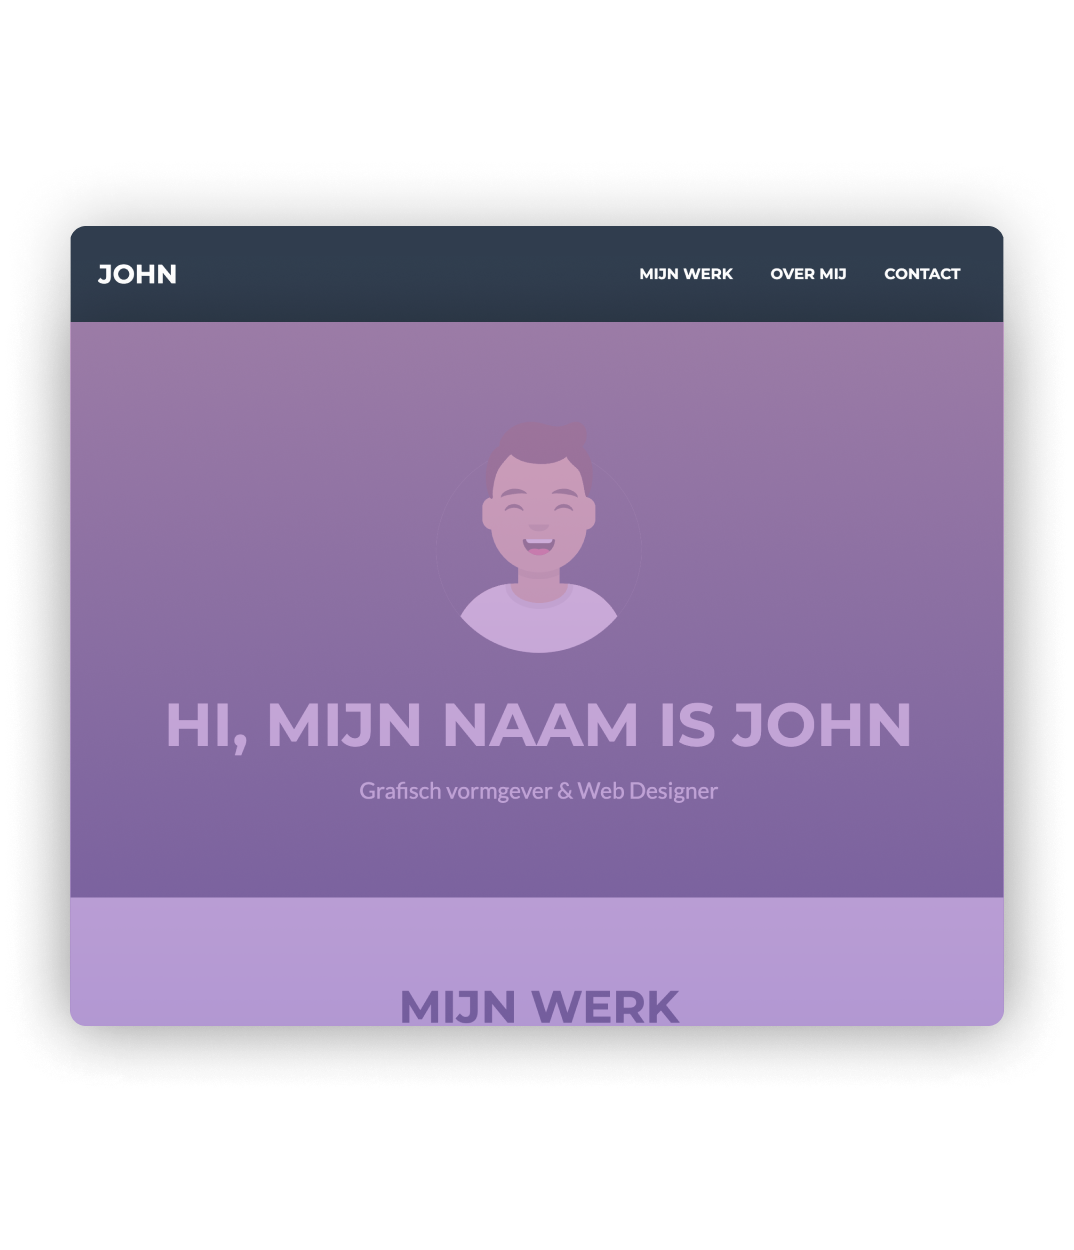 JOHN
MIJN WERK OVER MIJ CONTACT
HI, MIJN NAAM IS JOHN
Grafisch vormgever & Web Designer
MIJN WERK